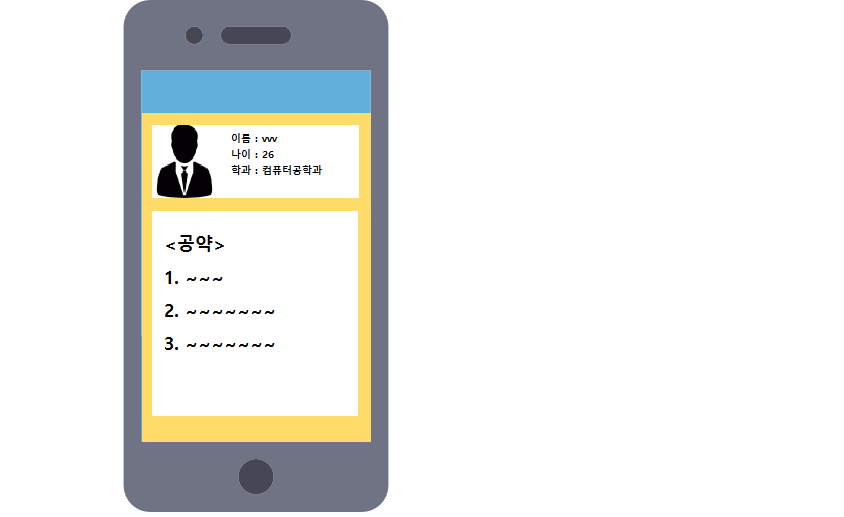 이름 : vvv
나이 : 26
학과 : 컴퓨터공학과
<공약>
1. ~~~
2. ~~~~~~~
3. ~~~~~~~